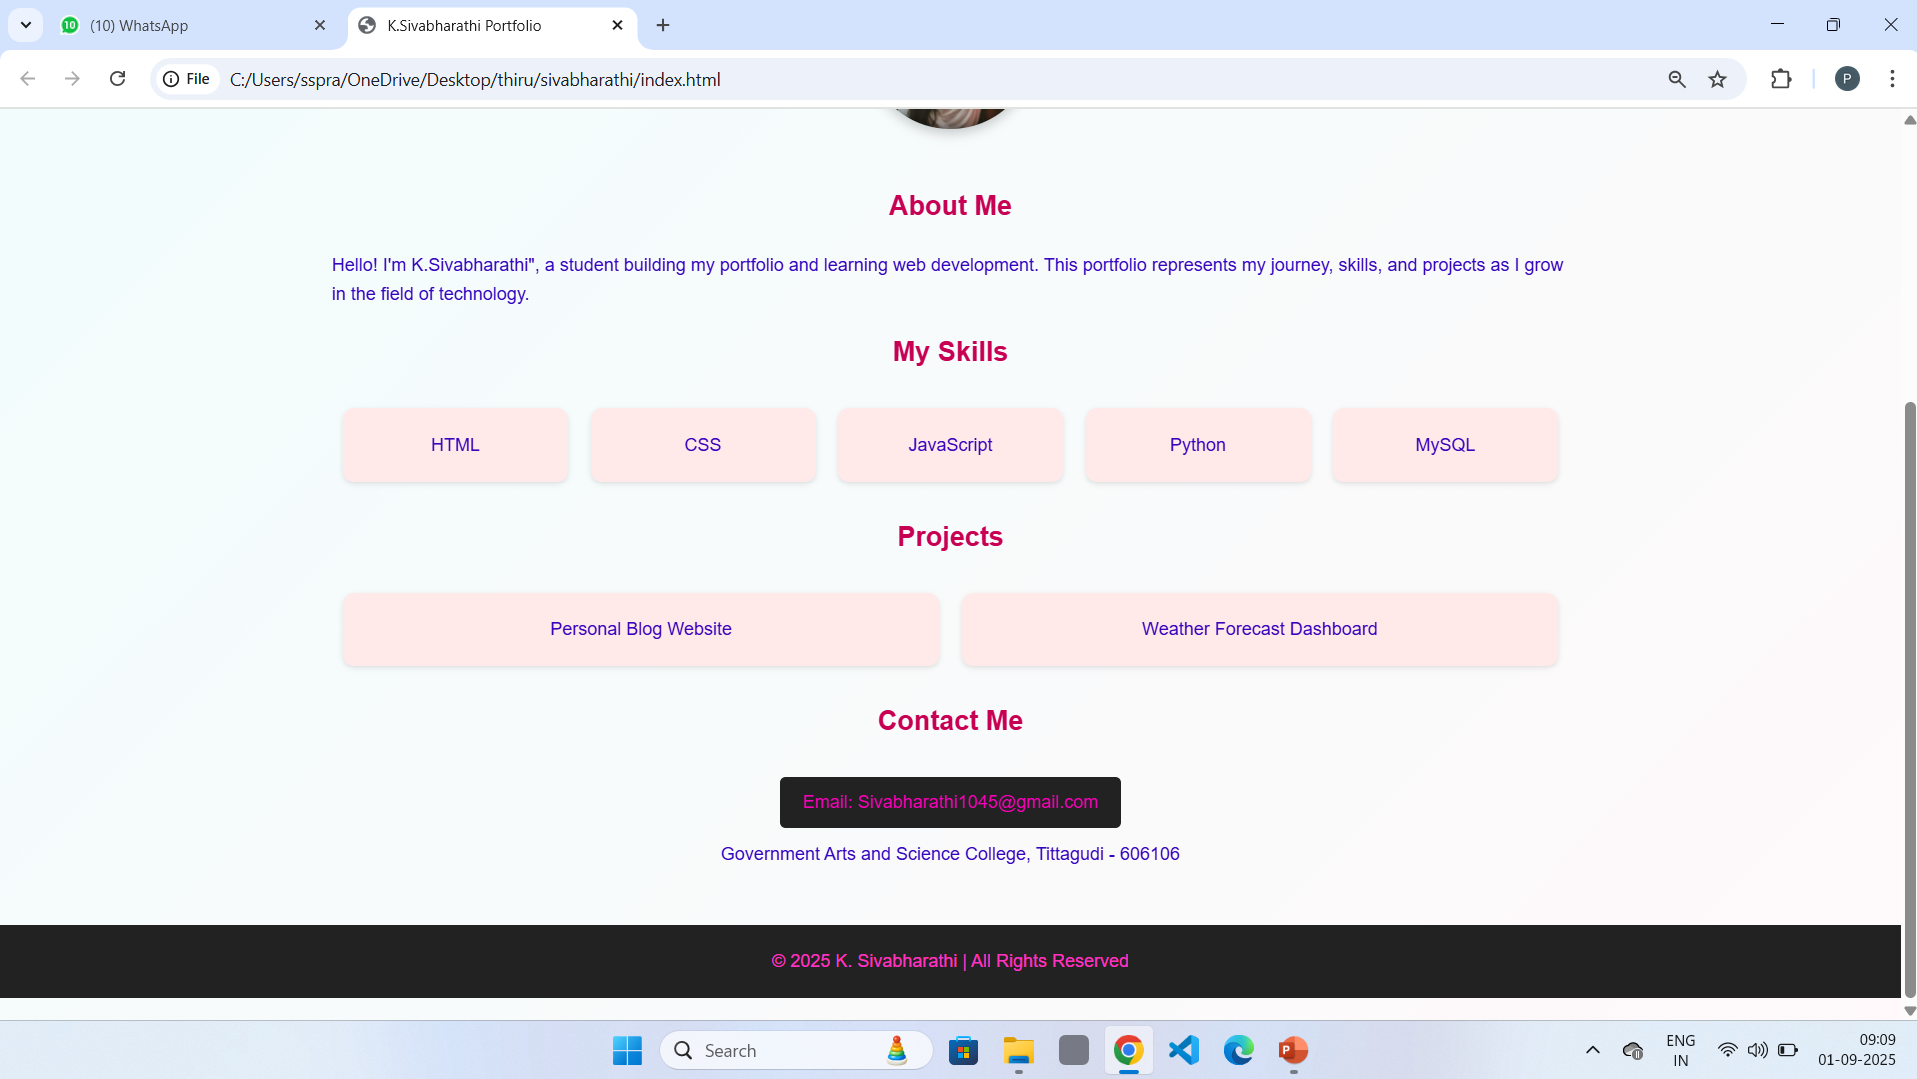 10
(10) WhatsApp
K.Sivabharathi Portfolio
File
C:/Users/sspra/OneDrive/Desktop/thiru/sivabharathi/index.html
P
About Me
Hello! I'm K.Sivabharathi", a student building my portfolio and learning web development. This portfolio represents my journey, skills, and projects as I grow
in the field of technology.
My Skills
HTML
CSS
JavaScript
Python
MySQL
Projects
Personal Blog Website
Weather Forecast Dashboard
Contact Me
Email: Sivabharathi1045@gmail.com
Government Arts and Science College, Tittagudi - 606106
© 2025 K. Sivabharathi | All Rights Reserved
Search
P
ENG
IN
09:09
01-09-2025